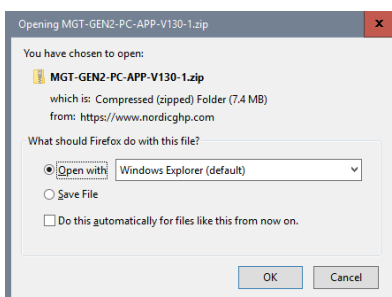 Opening MGT-GEN2-PC-APP-V130-1.zip
x
You have chosen to open:
MGT-GEN2-PC-APP-V130-1.zip
which is: Compressed (zipped) Folder (7.4 MB)
from: https://www.nordicghp.com
What should Firefox do with this file?
Open with Windows Explorer (default)
Save File
Do this automatically for files like this from now on.
OK Cancel